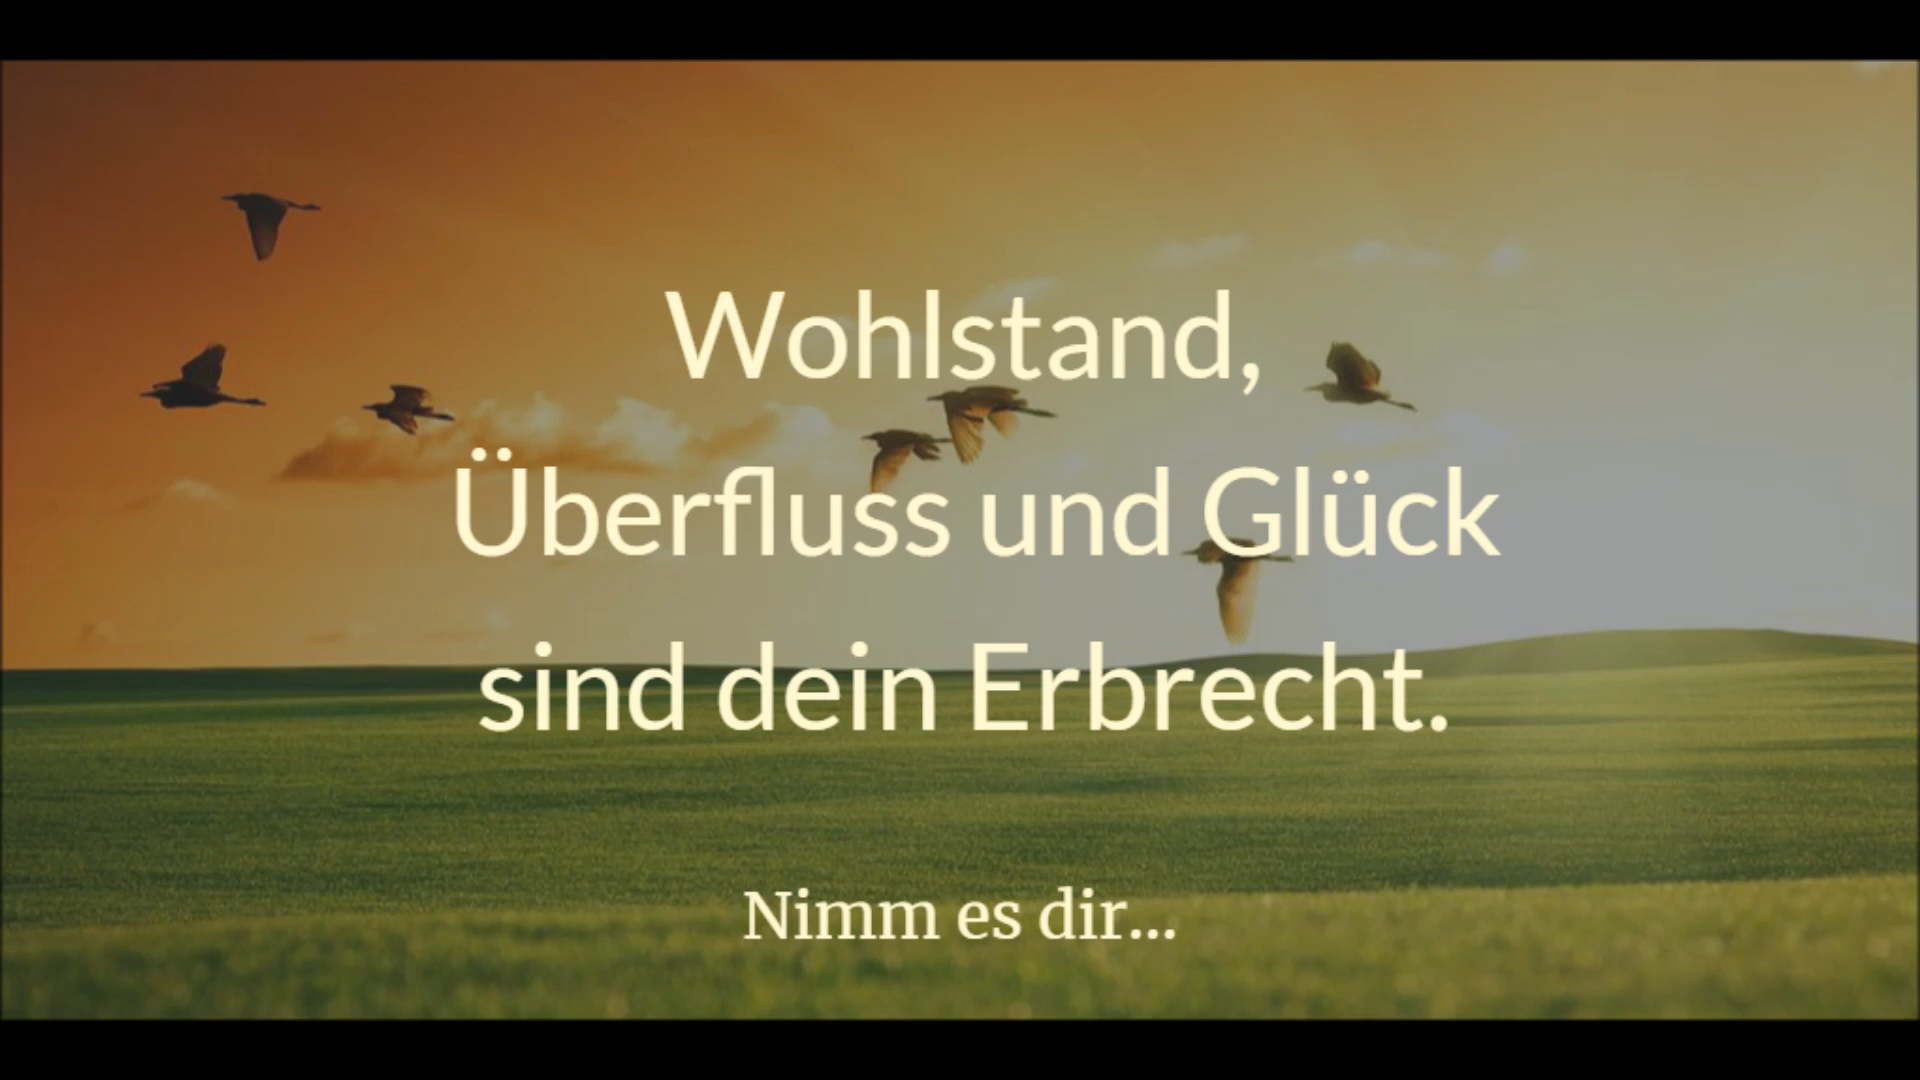 Wohlstand,
Überfluss und Glück
sind dein Erbrecht.
Nimm es dir...